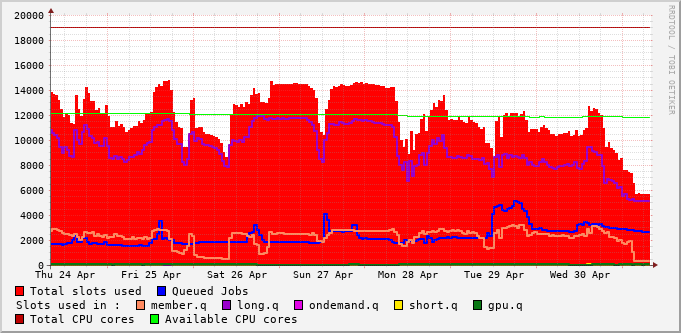 20000
18000
16000
14000
12000
10000
8000
6000
4000
2000
0
Thu 24 Apr Fri 25 Apr Sat 26 Apr Sun 27 Apr Mon 28 Apr Tue 29 Apr Wed 30 Apr
Total slots used Queued Jobs
Slots used in : member.q long.q ondemand.q short.q gpu.q
Total CPU cores Available CPU cores
RRDTOOL / TOBI OETIKER